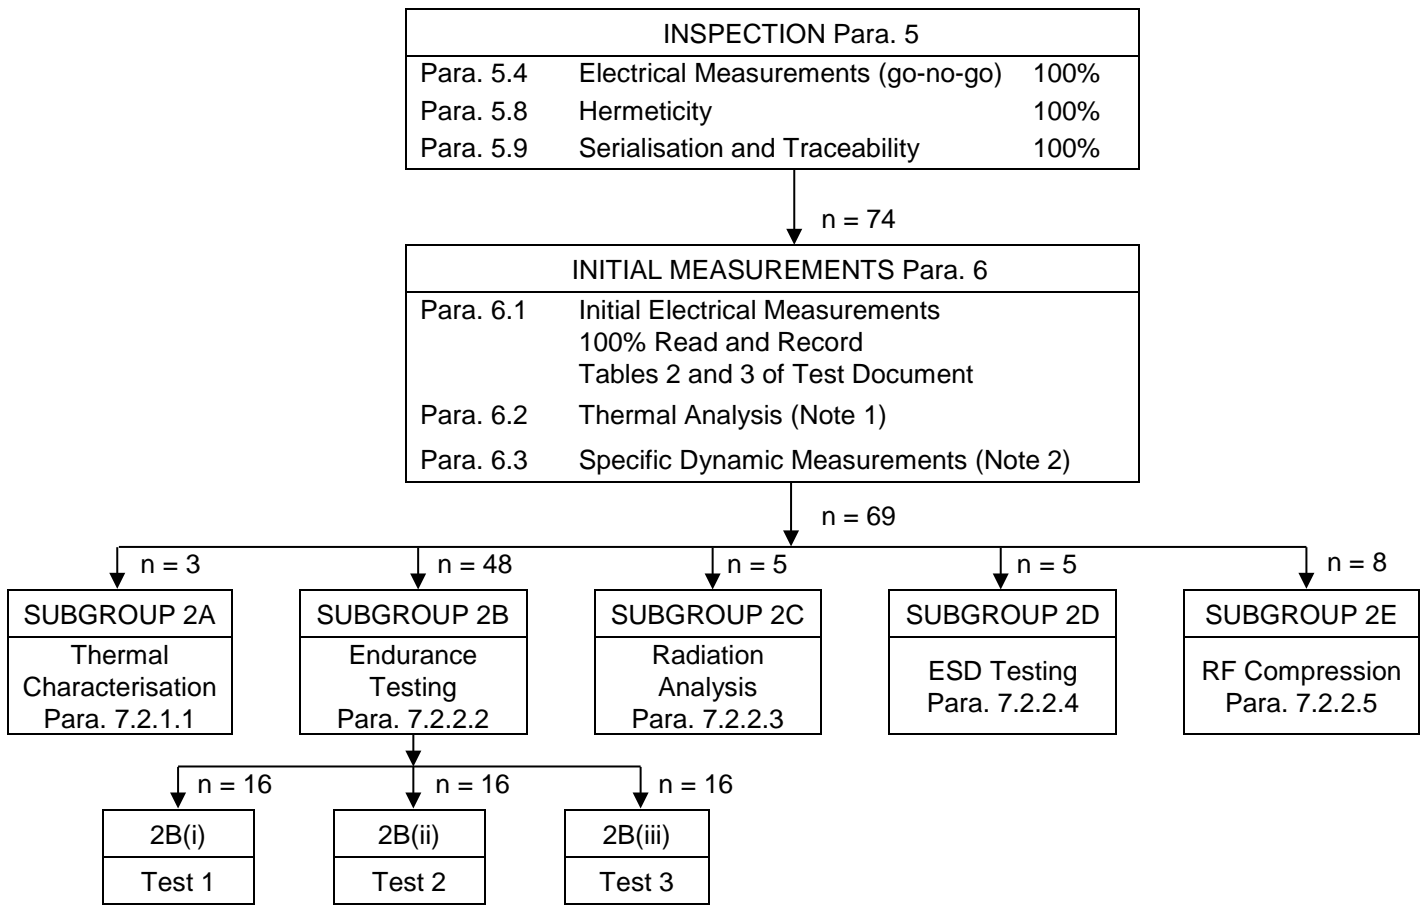 INSPECTION Para. 5
Para. 5.4 Electrical Measurements (go-no-go) 100%
Para. 5.8 Hermeticity 100%
Para. 5.9 Serialisation and Traceability 100%
n = 74
INITIAL MEASUREMENTS Para. 6
Para. 6.1 Initial Electrical Measurements
100% Read and Record
Tables 2 and 3 of Test Document
Para. 6.2 Thermal Analysis (Note 1)
Para. 6.3 Specific Dynamic Measurements (Note 2)
n = 69
n = 3
SUBGROUP 2A
Thermal
Characterisation
Para. 7.2.1.1
n = 48
SUBGROUP 2B
Endurance
Testing
Para. 7.2.2.2
n = 5
SUBGROUP 2C
Radiation
Analysis
Para. 7.2.2.3
n = 5
SUBGROUP 2D
ESD Testing
Para. 7.2.2.4
n = 8
SUBGROUP 2E
RF Compression
Para. 7.2.2.5
n = 16
2B(i)
Test 1
n = 16
2B(ii)
Test 2
n = 16
2B(iii)
Test 3